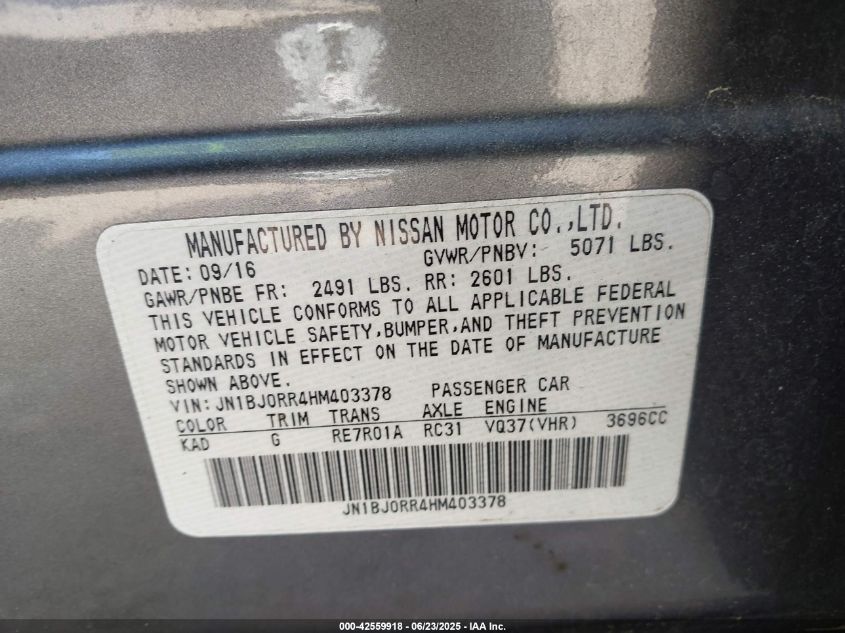 MANUFACTURED BY NISSAN MOTOR CO.,LTD.
DATE: 09/16 GVWR/PNBV: 5071 LBS.
GAWR/PNBE FR: 2491 LBS. RR: 2601 LBS.
THIS VEHICLE CONFORMS TO ALL APPLICABLE FEDERAL
MOTOR VEHICLE SAFETY,BUMPER,AND THEFT PREVENTION
STANDARDS IN EFFECT ON THE DATE OF MANUFACTURE
SHOWN ABOVE.
VIN: JN1BJ0RR4HM403378 PASSENGER CAR
COLOR TRIM TRANS AXLE ENGINE
KAD G RE7R01A RC31 VQ37(VHR) 3696CC
JN1BJ0RR4HM403378
000-42559918 - 06/23/2025 - IAA Inc.